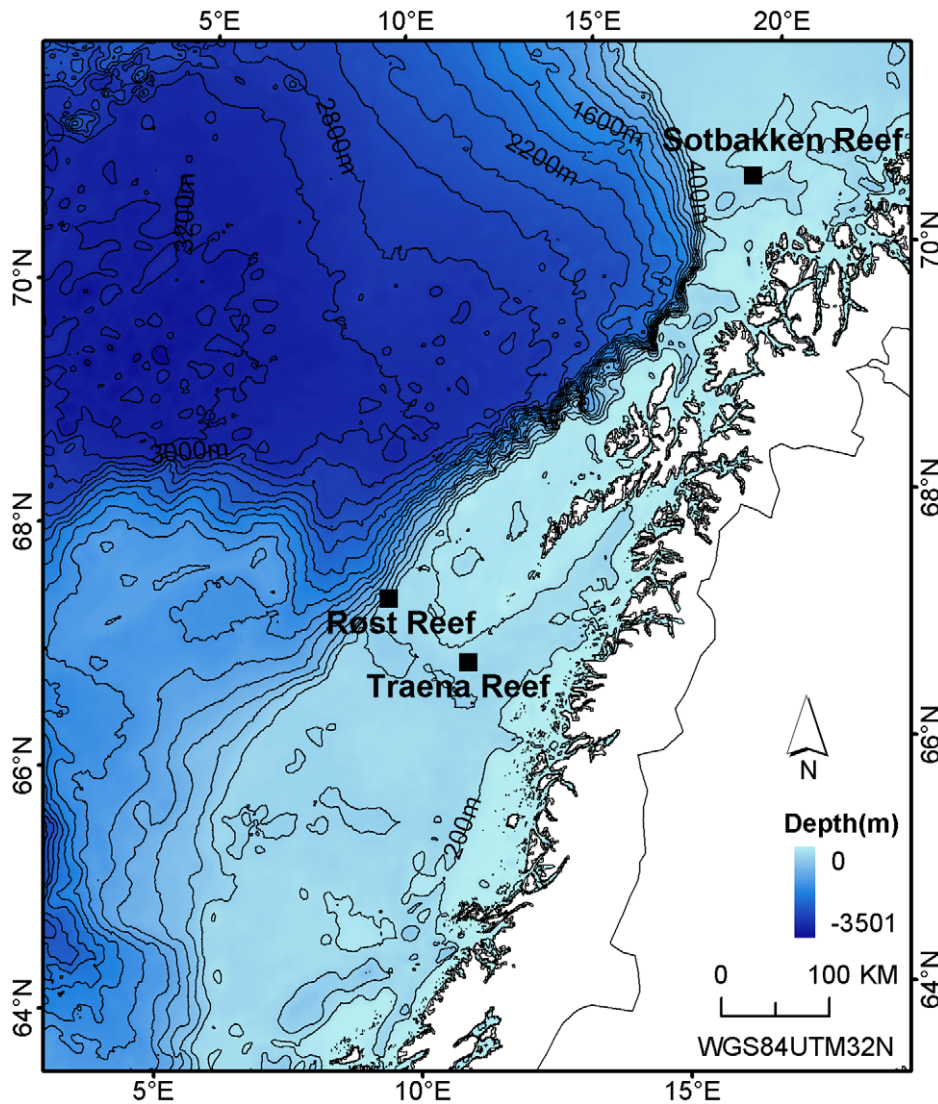 5°E 10°E 15°E 20°E
2800m
1600m
2200m
Sotbakken Reef
400m
3200m
70°N
70°N
3000m
68°N
68°N
Røst Reef
Traena Reef
66°N
66°N
N
200m
Depth(m)
0
-3501
0 100 KM
64°N
64°N
WGS84UTM32N
5°E 10°E 15°E